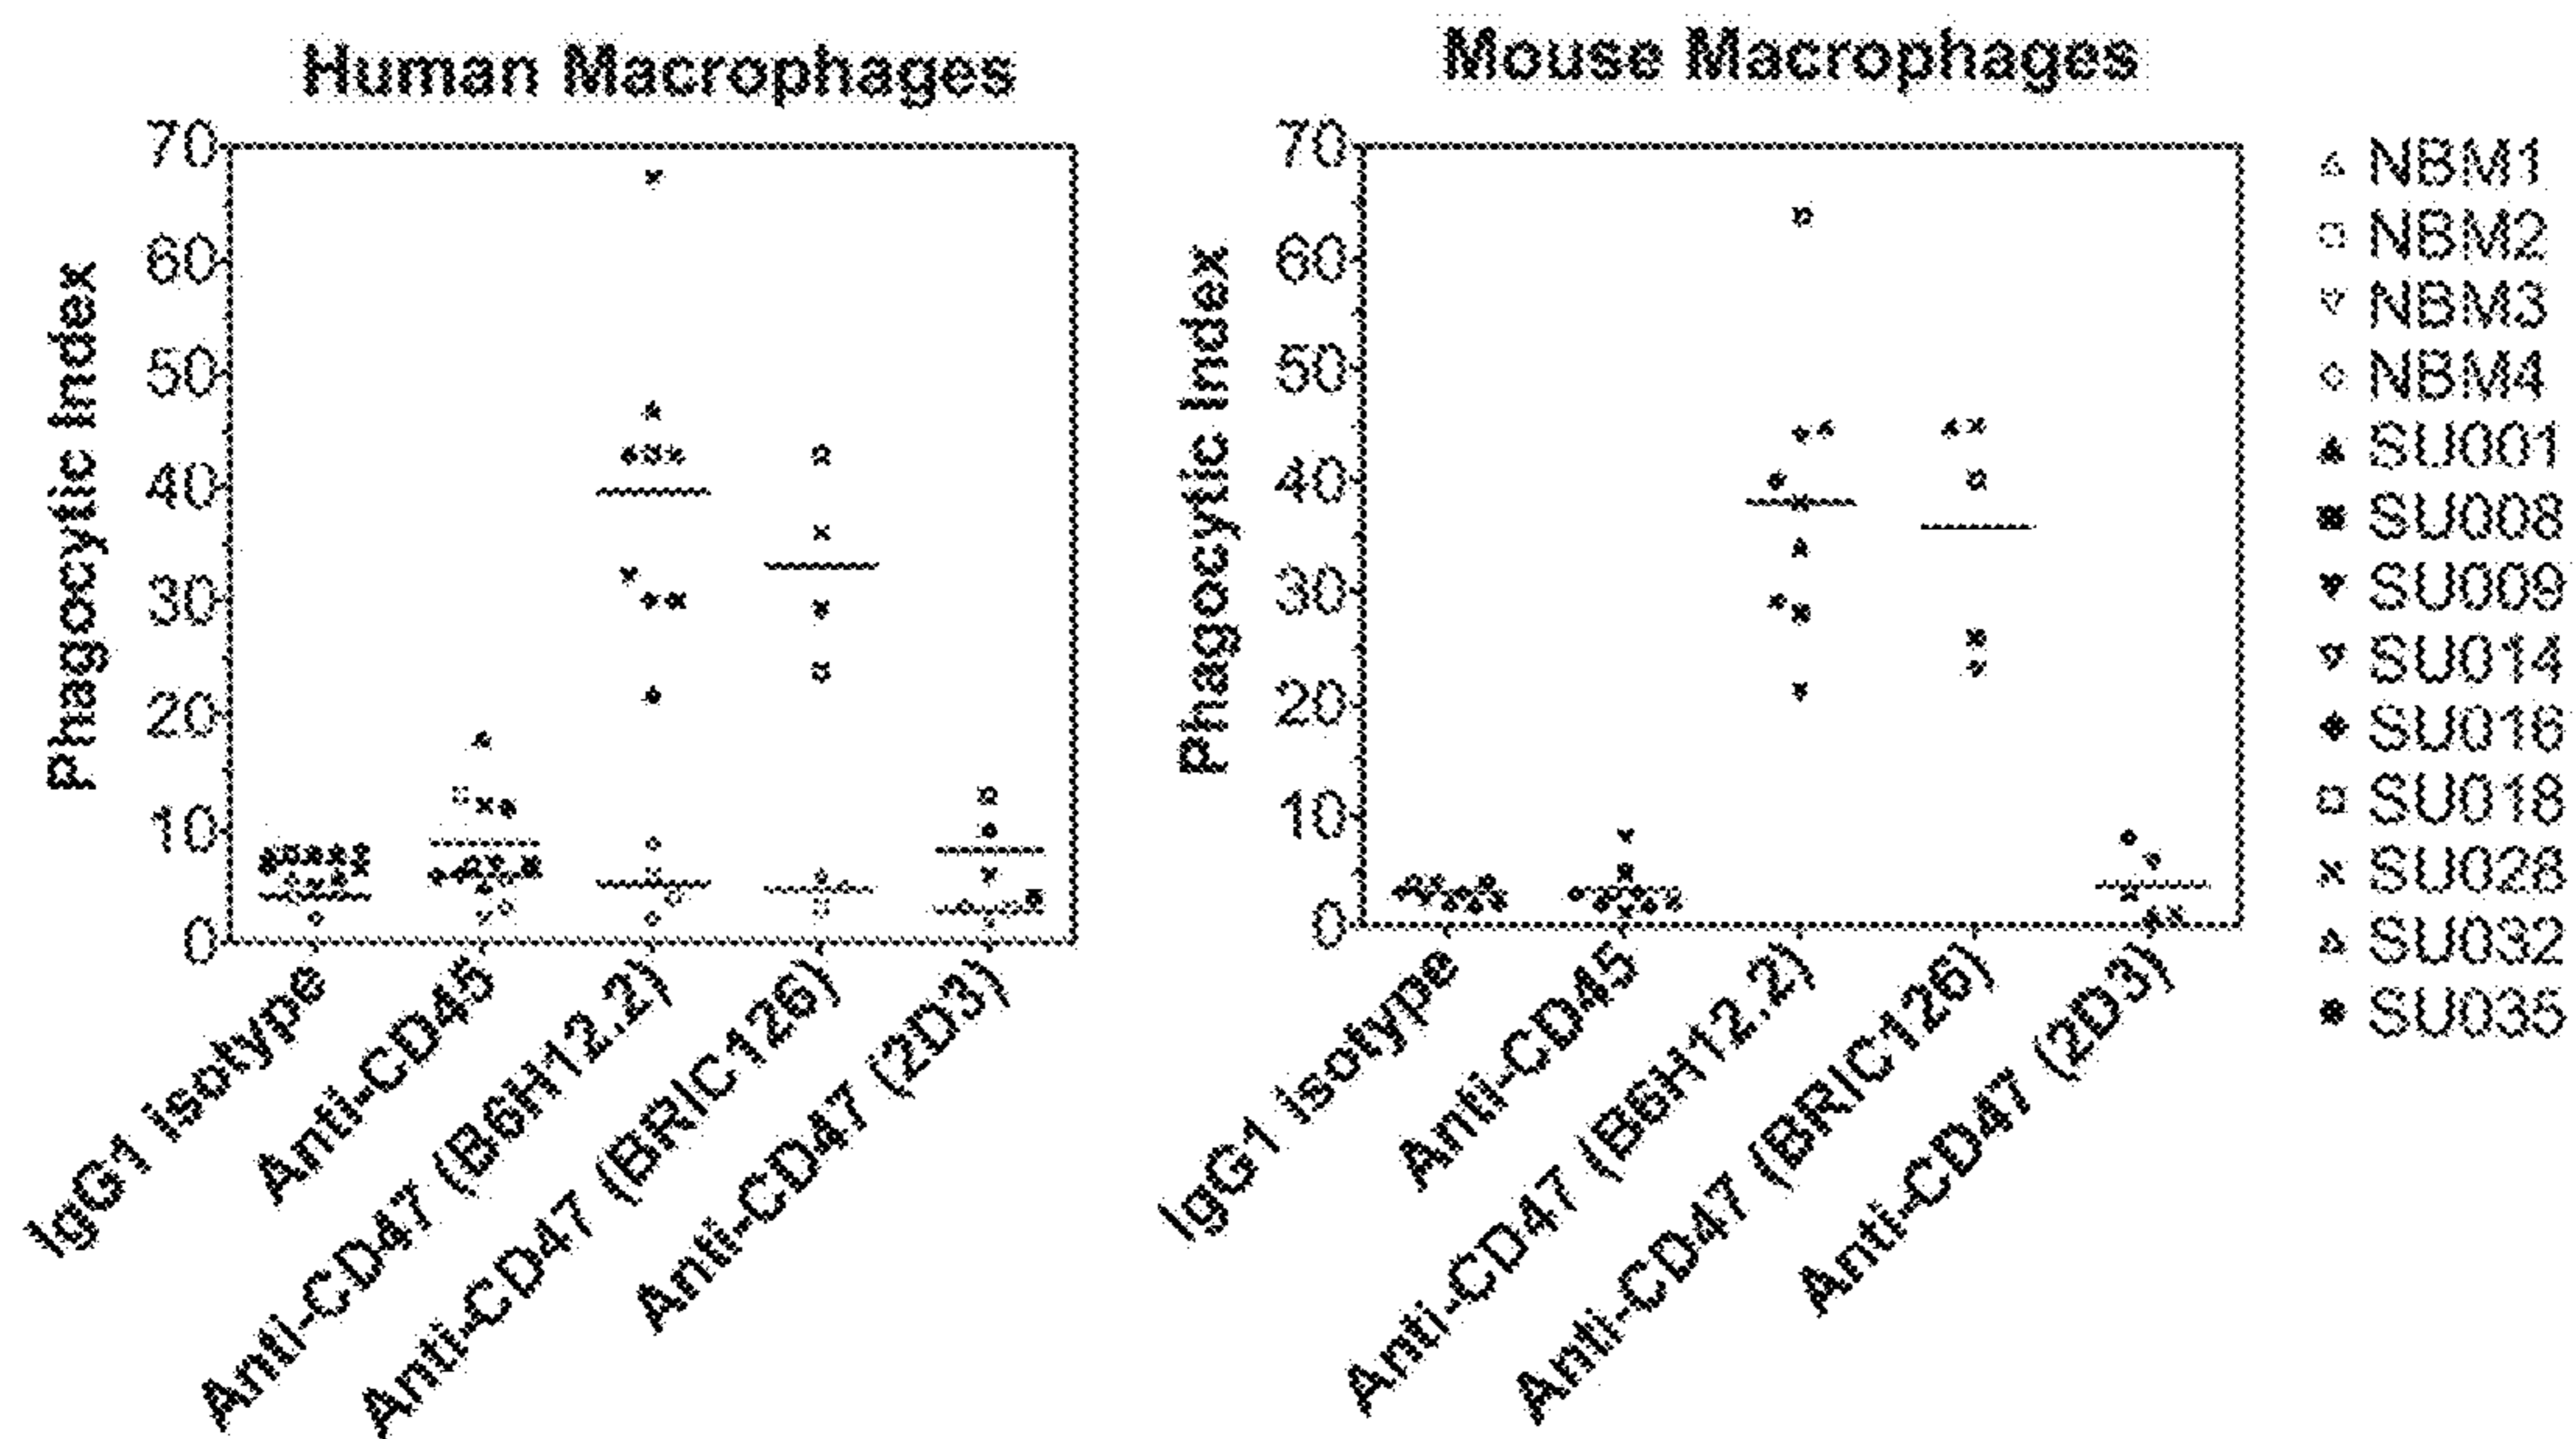 Human Macrophages
Phagocytic Index
70
60
50
40
30
20
10
0
IgG1 isotype
Anti-CD45
Anti-CD47 (B6H12.2)
Anti-CD47 (BRIC126)
Anti-CD47 (2D3)
Mouse Macrophages
Phagocytic Index
70
60
50
40
30
20
10
0
IgG1 isotype
Anti-CD45
Anti-CD47 (B6H12.2)
Anti-CD47 (BRIC126)
Anti-CD47 (2D3)
NBM1
NBM2
NBM3
NBM4
SU001
SU008
SU009
SU014
SU016
SU018
SU028
SU032
SU035